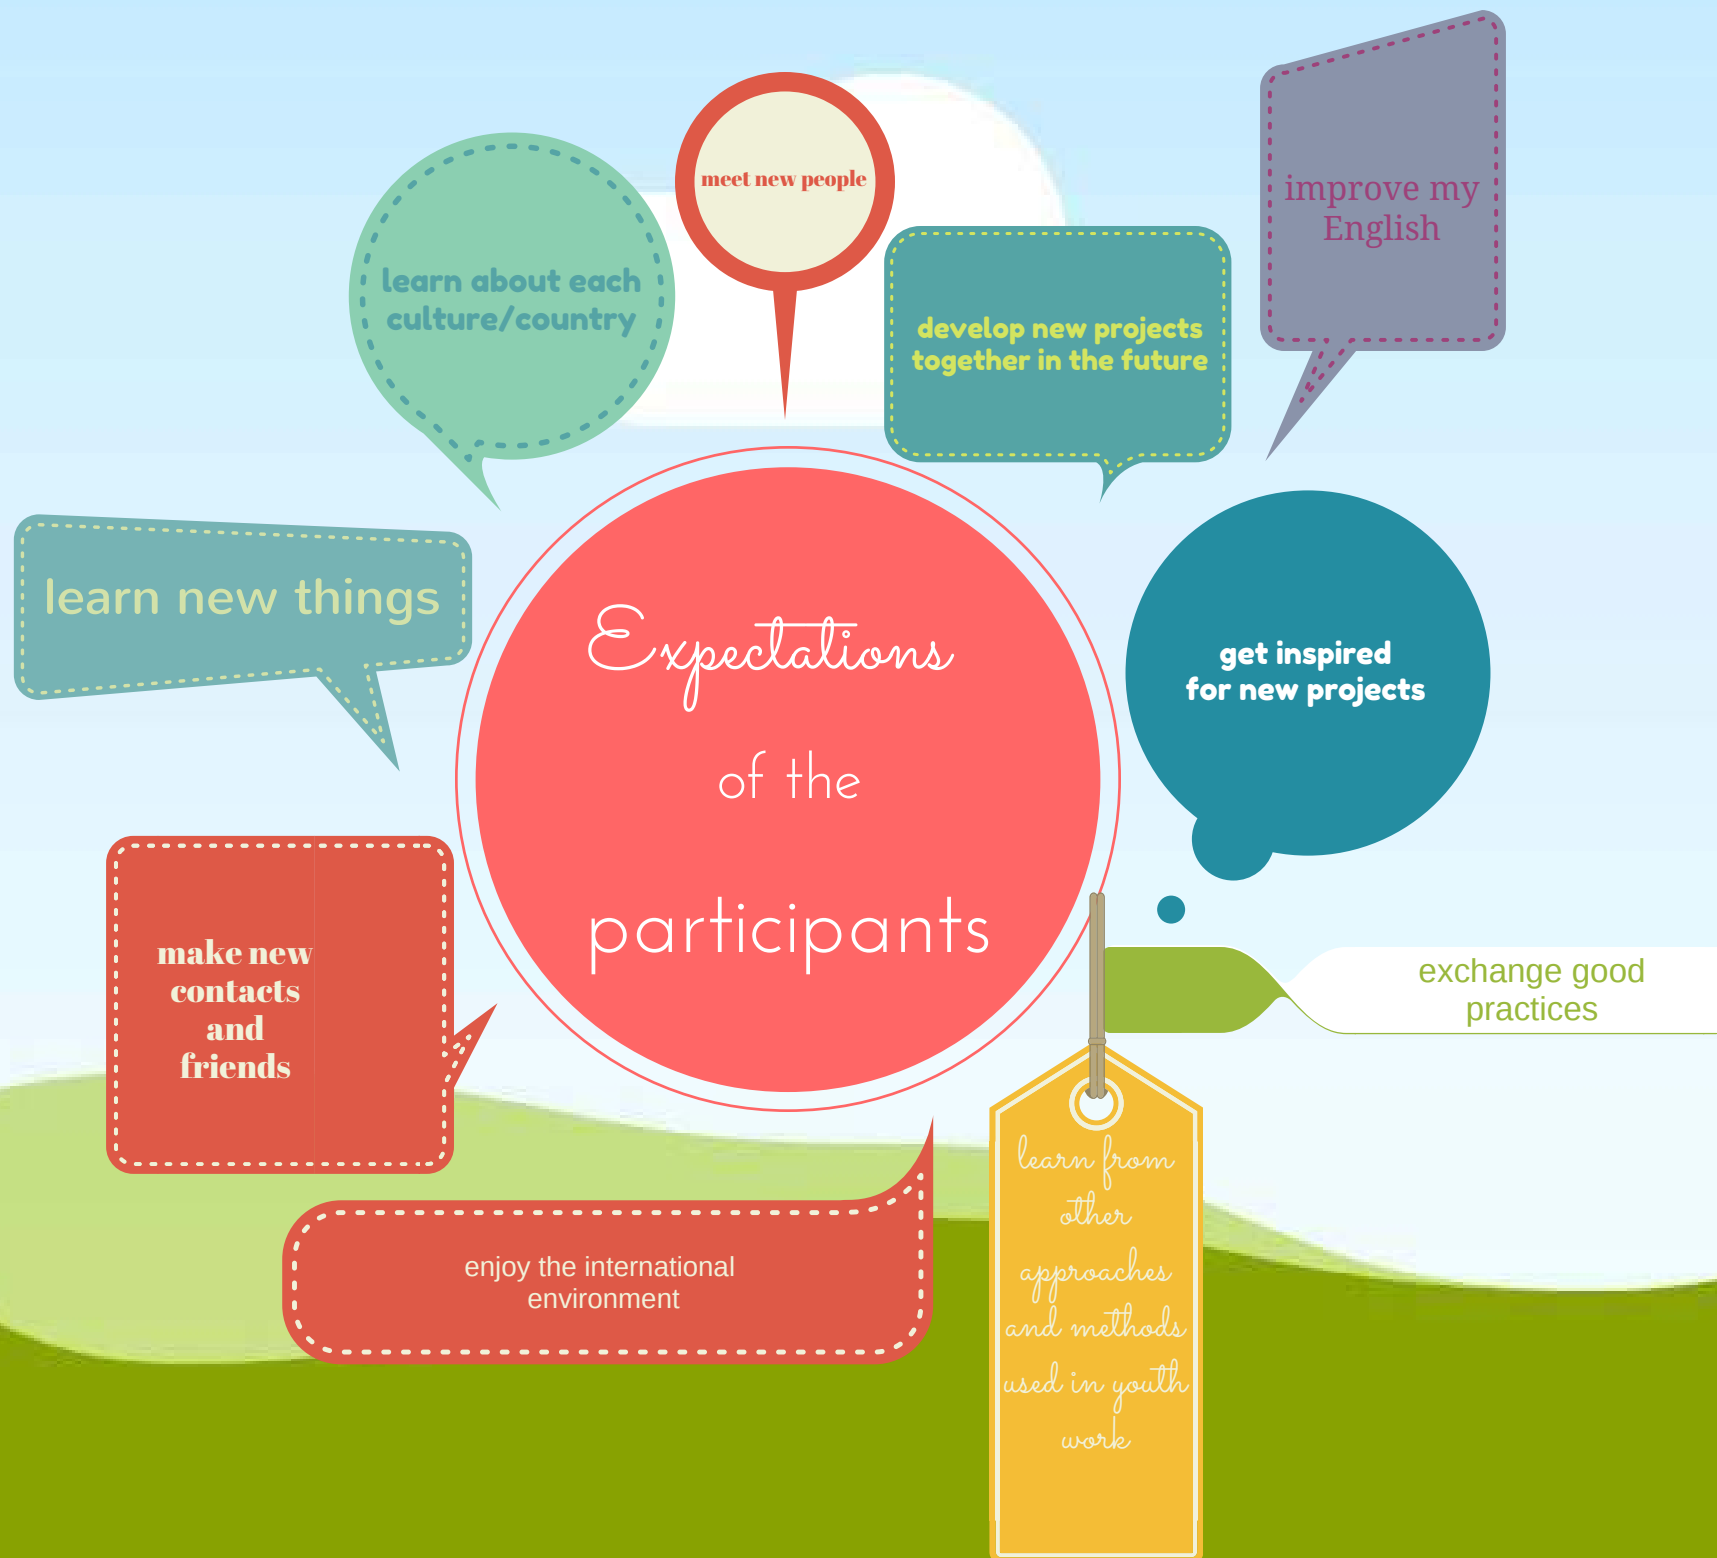 meet new people
improve my
English
learn about each
culture/country
develop new projects
together in the future
learn new things
Expectations
of the
participants
get inspired
for new projects
make new
contacts
and
friends
exchange good
practices
enjoy the international
environment
learn from
other
approaches
and methods
used in youth
work